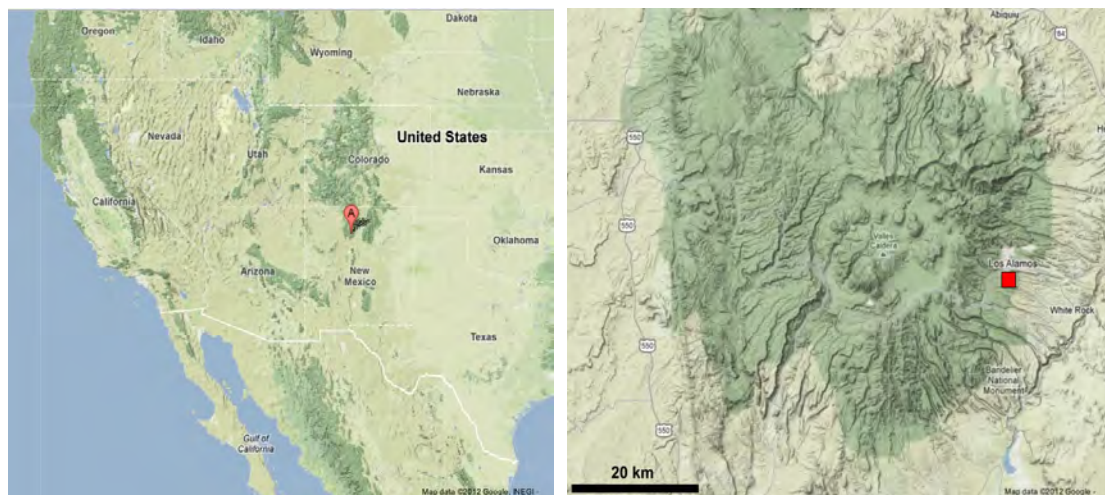 Oregon
Idaho
Wyoming
Dakota
Nebraska
Nevada
United States
Utah
Colorado
Kansas
California
A
Oklahoma
Arizona
New
Mexico
Texas
Gulf of
California
Map data ©2012 Google, INEGI -
Abiquiu
84
550
Valles
Caldera
550
Los Alamos
White Rock
550
Bandelier
National
Monument
550
20 km
Map data ©2012 Google -